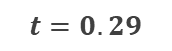 t = 0.29